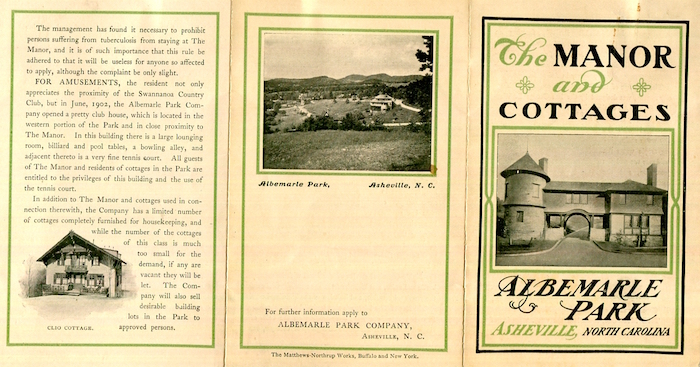 The management has found it necessary to prohibit
persons suffering from tuberculosis from staying at The
Manor, and it is of such importance that this rule be
adhered to that it will be useless for anyone so affected
to apply, although the complaint be only slight.
FOR AMUSEMENTS, the resident not only
appreciates the proximity of the Swannanoa Country
Club, but in June, 1902, the Albemarle Park Com-
pany opened a pretty club house, which is located in the
western portion of the Park and in close proximity to
The Manor. In this building there is a large lounging
room, billiard and pool tables, a bowling alley, and
adjacent thereto is a very fine tennis court. All guests
of The Manor and residents of cottages in the Park are
entitled to the privileges of this building and the use of
the tennis court.
In addition to The Manor and cottages used in con-
nection therewith, the Company has a limited number
of cottages completely furnished for housekeeping, and
while the number of the cottages
of this class is much
too small for the
demand, if any are
vacant they will be
let. The Com-
pany will also sell
desirable building
lots in the Park to
approved persons.
CLIO COTTAGE.
Albemarle Park, Asheville, N. C.
For further information apply to
ALBEMARLE PARK COMPANY,
ASHEVILLE, N. C.
The Matthews-Northrup Works, Buffalo and New York.
The MANOR
and
COTTAGES
ALBEMARLE
PARK
ASHEVILLE, NORTH CAROLINA